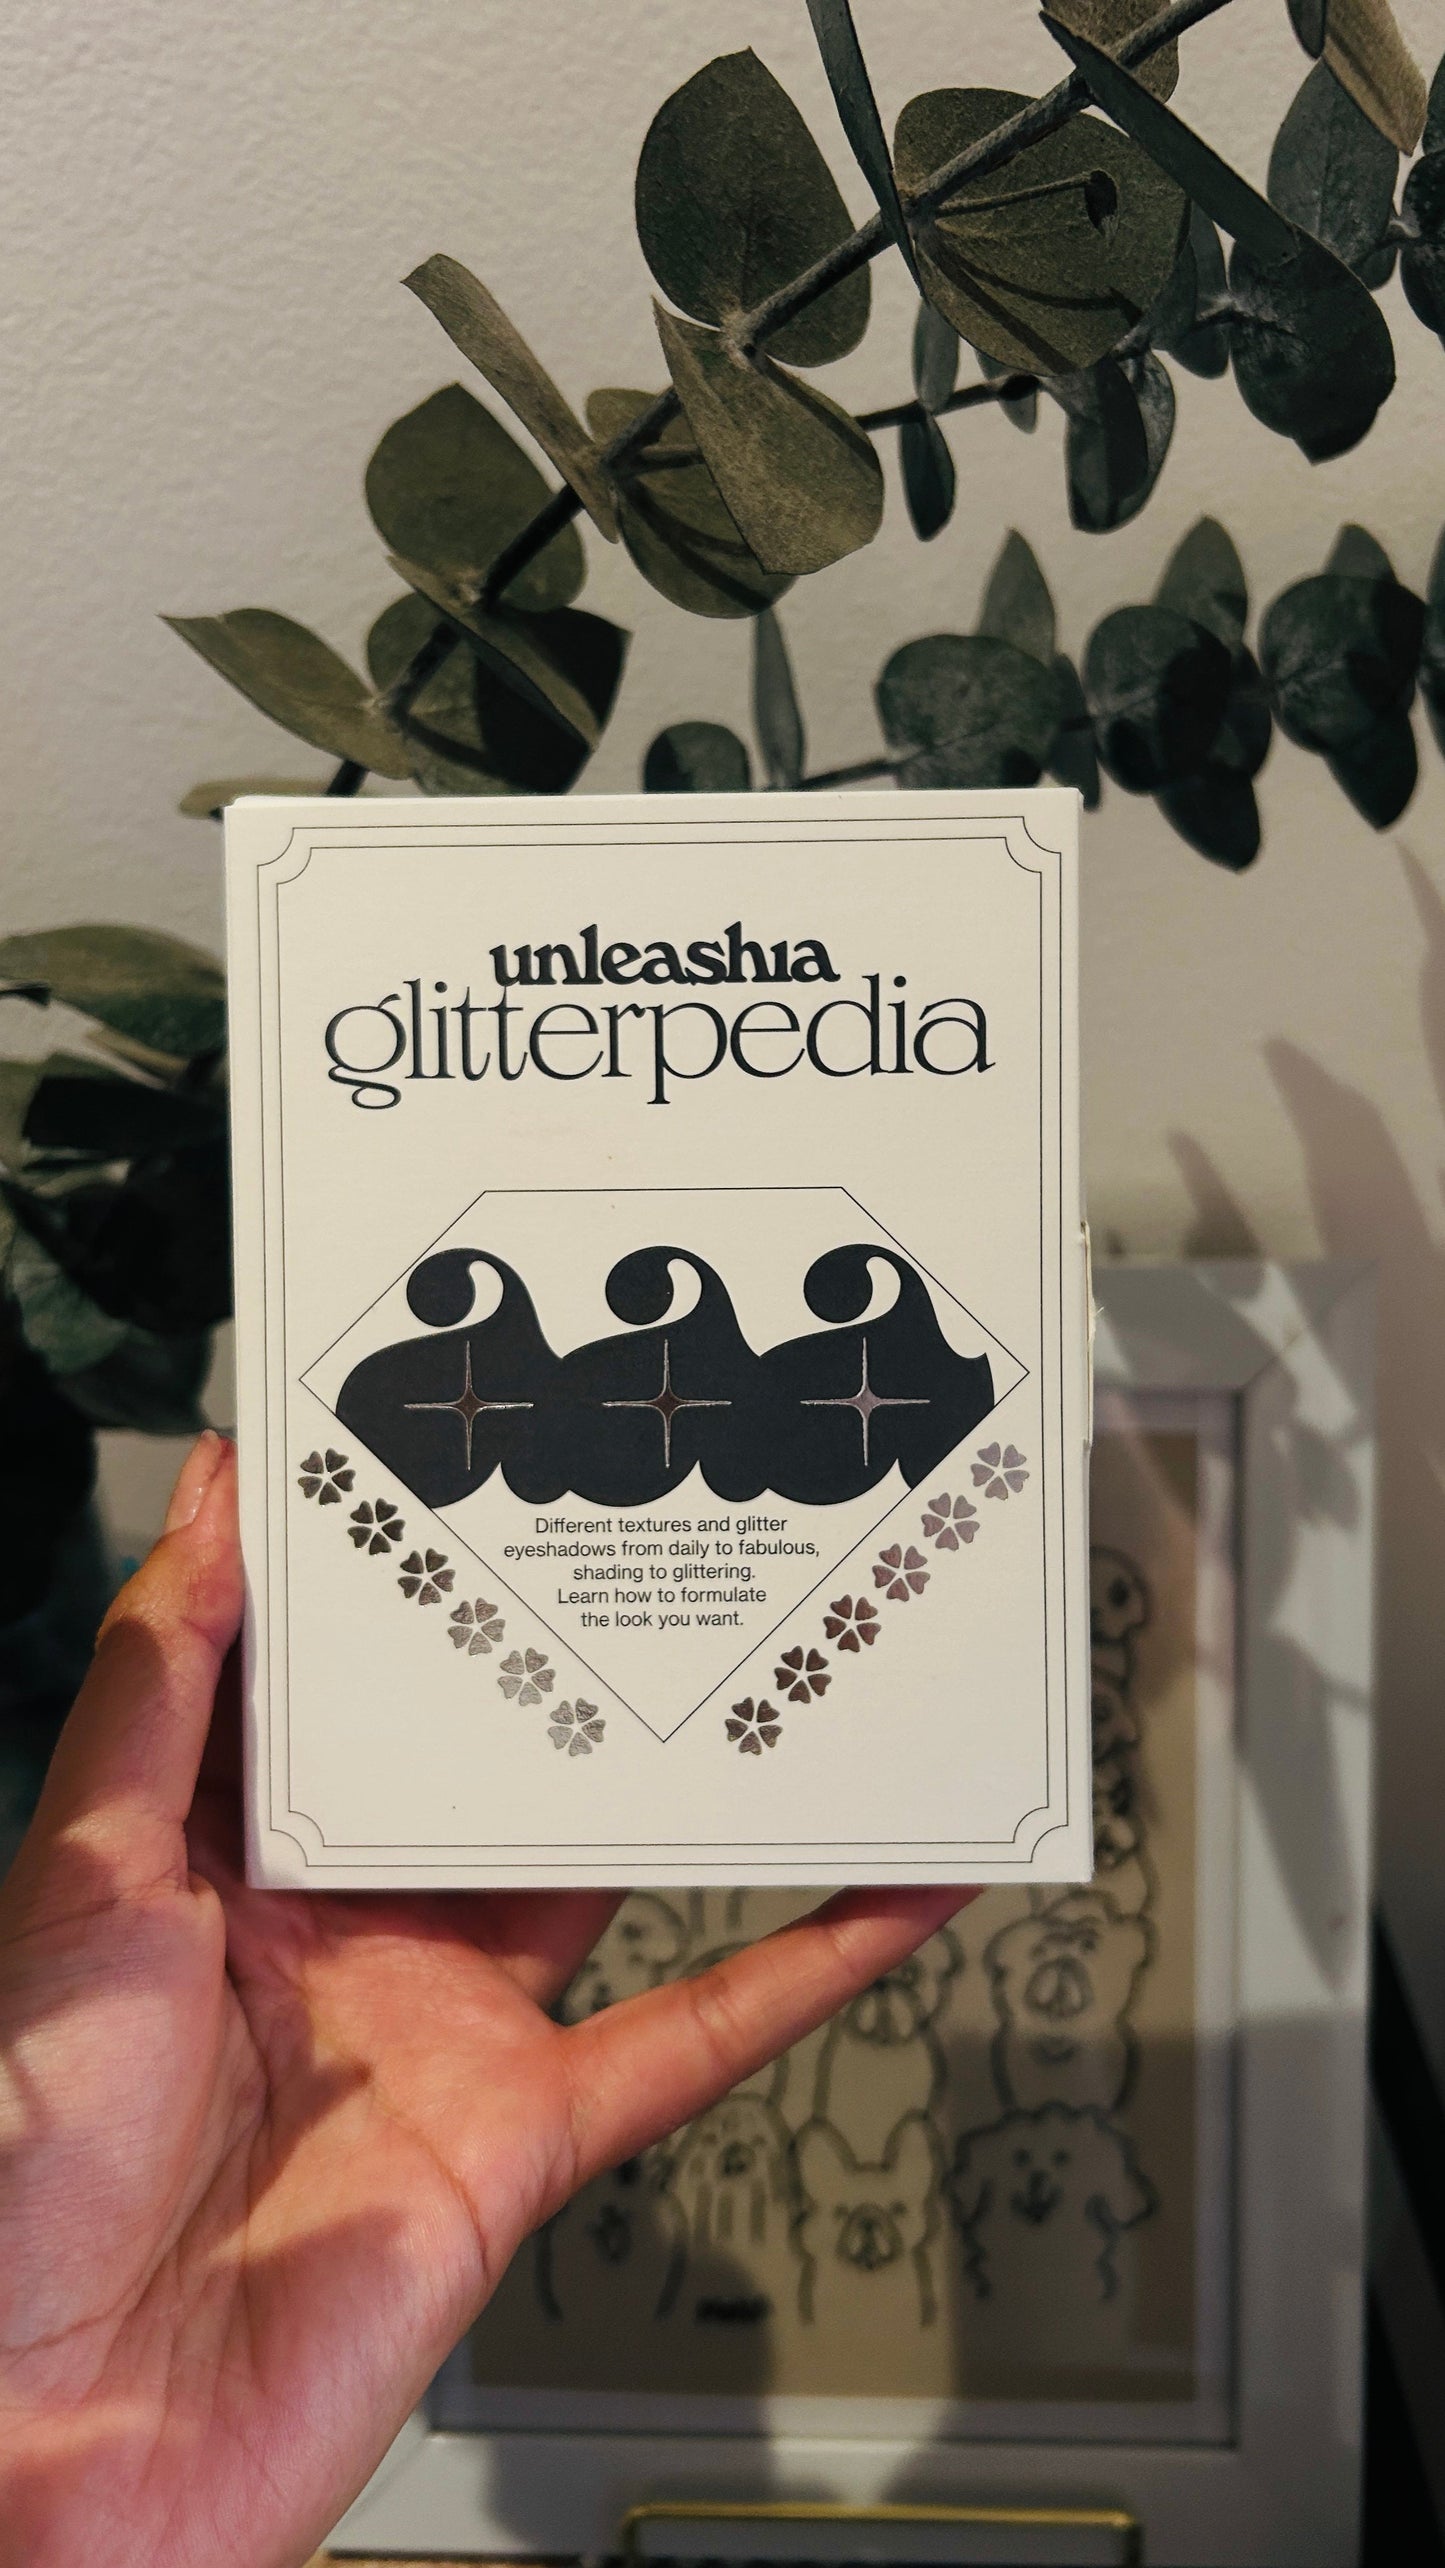 unleashia
glitterpedia
Different textures and glitter
eyeshadows from daily to fabulous,
shading to glittering.
Learn how to formulate
the look you want.